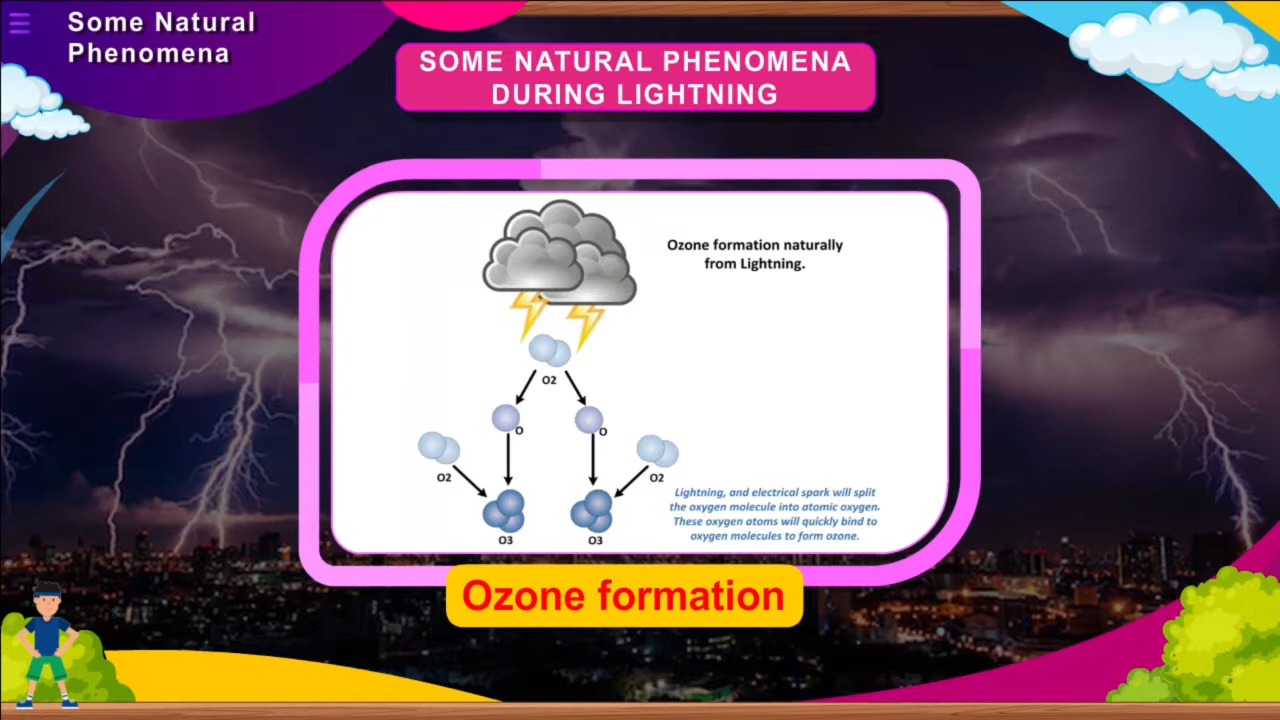 Some Natural
Phenomena
SOME NATURAL PHENOMENA
DURING LIGHTNING
Ozone formation naturally
from Lightning.
O2
O
O
O2
O2
O3
O3
Lightning, and electrical spark will split
the oxygen molecule into atomic oxygen.
These oxygen atoms will quickly bind to
oxygen molecules to form ozone.
Ozone formation